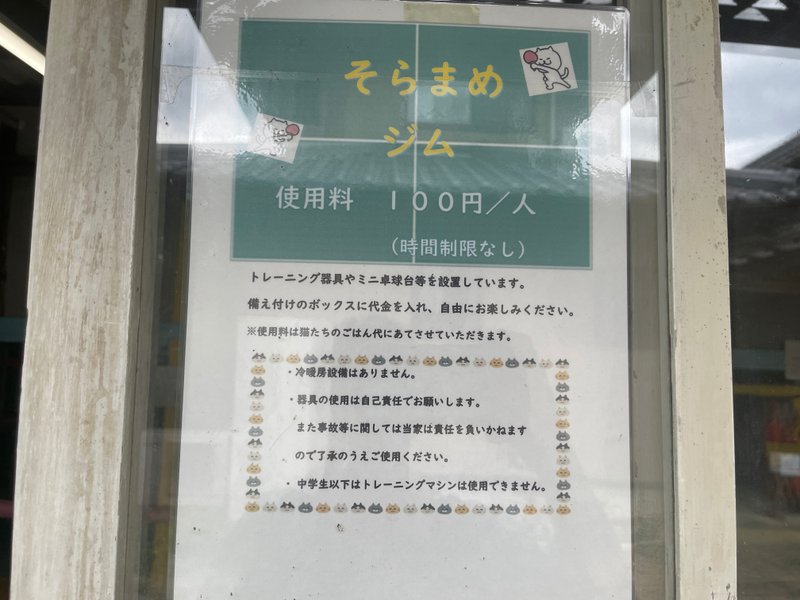 そらまめ
ジム
使用料　１００円／人
（時間制限なし）
トレーニング器具やミニ卓球台等を設置しています。
備え付けのボックスに代金を入れ、自由にお楽しみください。
※使用料は猫たちのごはん代にあてさせていただきます。
・冷暖房設備はありません。
・器具の使用は自己責任でお願いします。
また事故等に関しては当家は責任を負いかねます
ので了承のうえご使用ください。
・中学生以下はトレーニングマシンは使用できません。